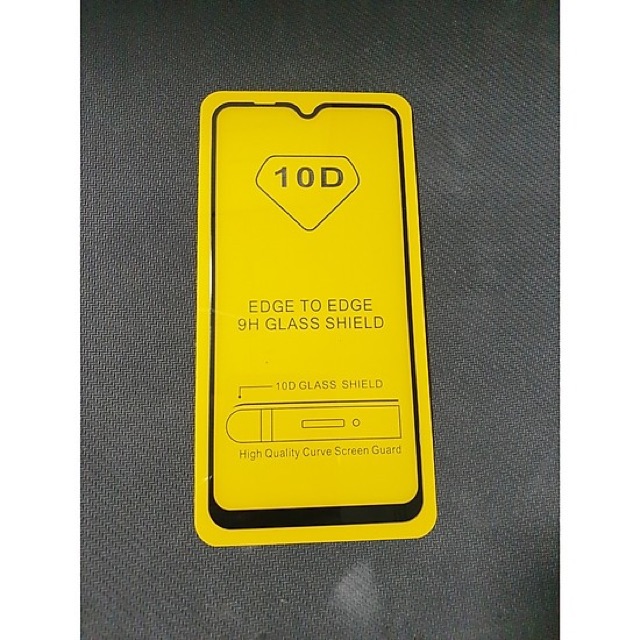 10D
EDGE TO EDGE
9H GLASS SHIELD
10D GLASS SHIELD
High Quality Curve Screen Guard